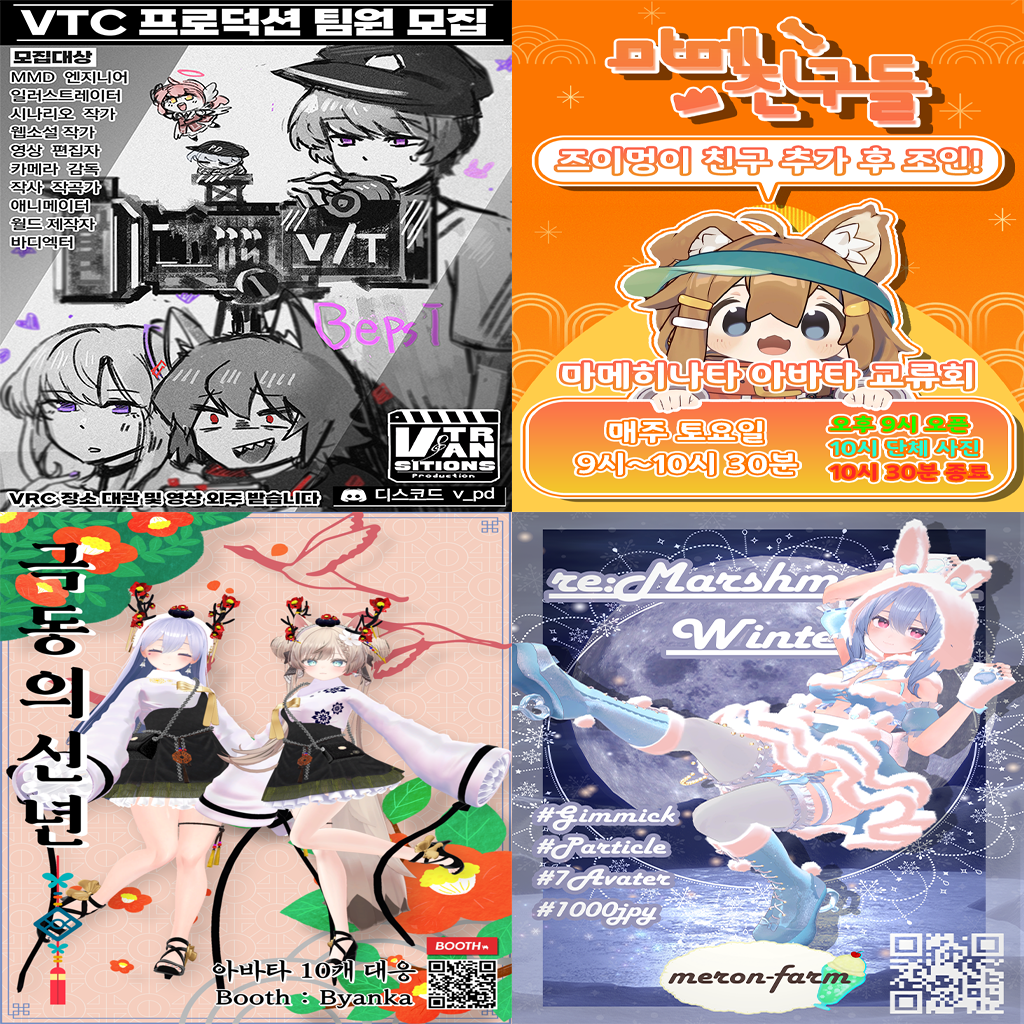 VTC 프로덕션 팀원 모집
모집대상
MMD 엔지니어
일러스트레이터
시나리오 작가
웹소설 작가
영상 편집자
카메라 감독
작사 작곡가
애니메이터
월드 제작자
바디엑터
PD
V/T
BepsT
V&TRANSITIONS
Production
VRC 장소 대관 및 영상 외주 받습니다
디스코드 v_pd
마메친구들
즈이멍이 친구 추가 후 조인!
마메히나타 아바타 교류회
매주 토요일
9시~10시 30분
오후 9시 오픈
10시 단체 사진
10시 30분 종료
극동의신년
BOOTH
아바타 10개 대응
Booth : Byanka
re:Marshm
Winte
#Gimmick
#Particle
#7Avater
#1000jpy
meron-farm